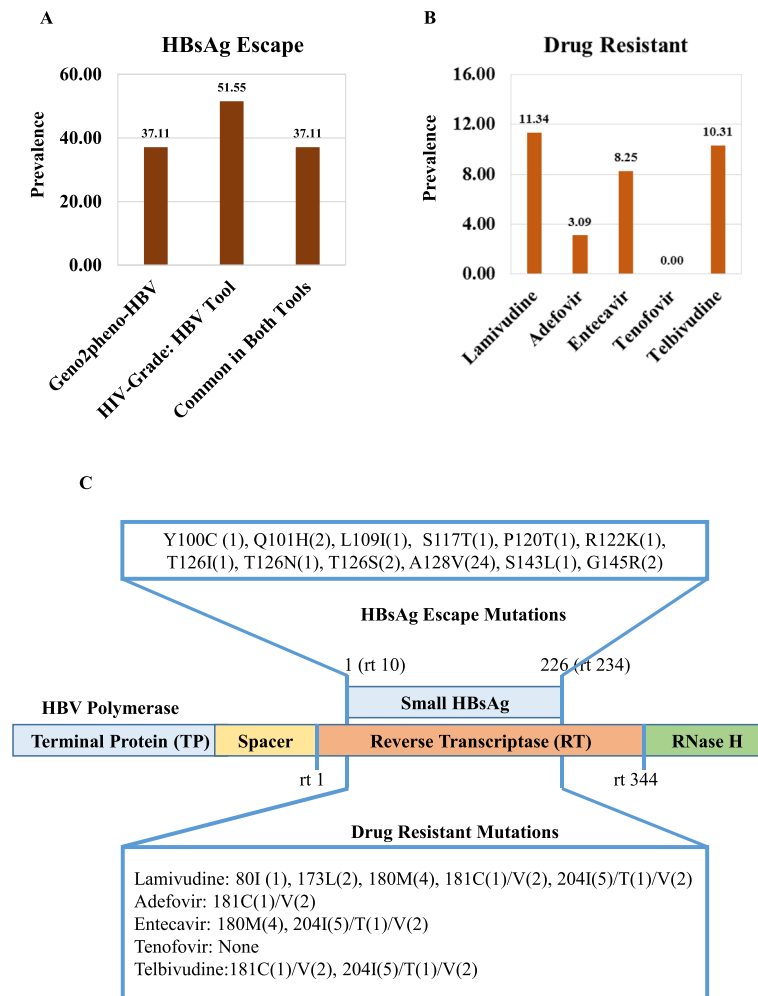 A
HBsAg Escape
Prevalence
60.00
40.00
20.00
0.00
37.11
51.55
37.11
Geno2pheno-HBV
HIV-Grade: HBV Tool
Common in Both Tools
B
Drug Resistant
Prevalence
16.00
12.00
8.00
4.00
0.00
11.34
3.09
8.25
0.00
10.31
Lamivudine
Adefovir
Entecavir
Tenofovir
Telbivudine
C
Y100C (1), Q101H(2), L109I(1), S117T(1), P120T(1), R122K(1),
T126I(1), T126N(1), T126S(2), A128V(24), S143L(1), G145R(2)
HBsAg Escape Mutations
1 (rt 10)
226 (rt 234)
Small HBsAg
HBV Polymerase
Terminal Protein (TP)
Spacer
Reverse Transcriptase (RT)
RNase H
rt 1
rt 344
Drug Resistant Mutations
Lamivudine: 80I (1), 173L(2), 180M(4), 181C(1)/V(2), 204I(5)/T(1)/V(2)
Adefovir: 181C(1)/V(2)
Entecavir: 180M(4), 204I(5)/T(1)/V(2)
Tenofovir: None
Telbivudine:181C(1)/V(2), 204I(5)/T(1)/V(2)